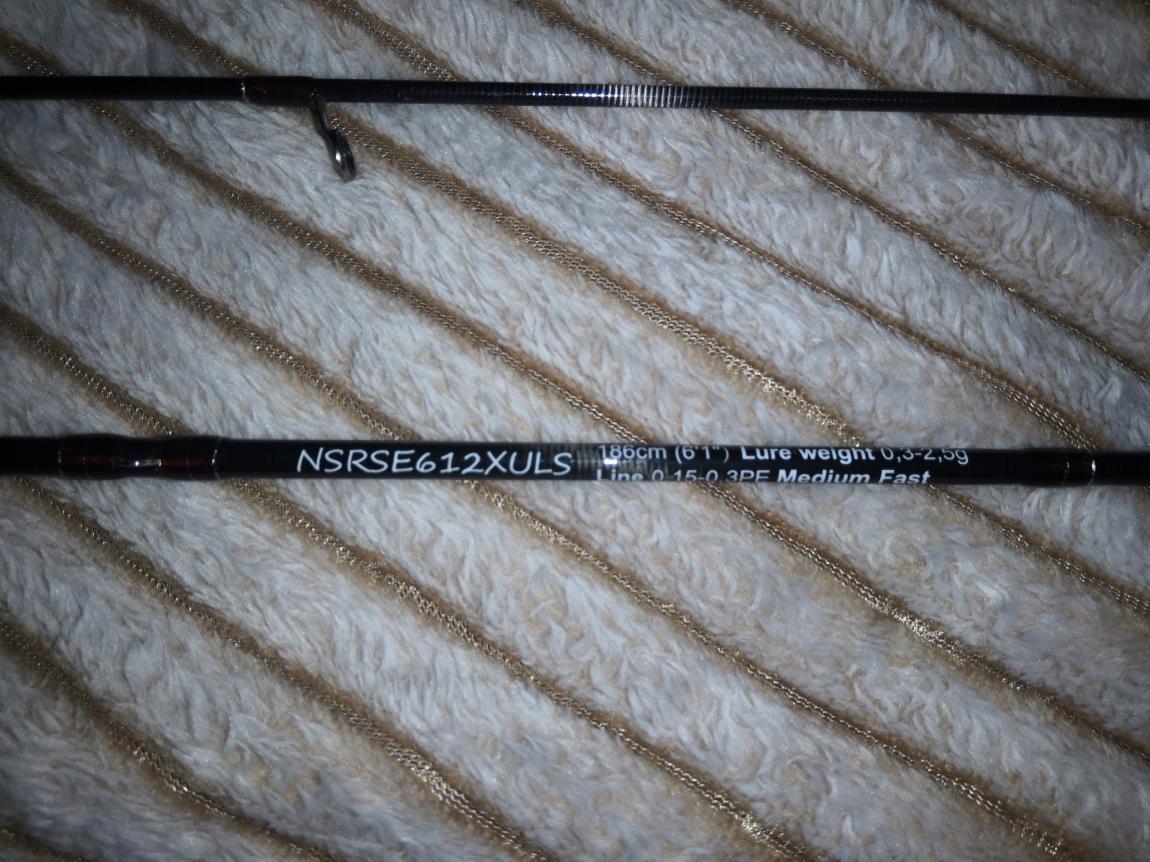 NSRSE612XULS
186cm (6'1") Lure weight 0,3-2,5g
Line 0.15-0.3PE Medium Fast